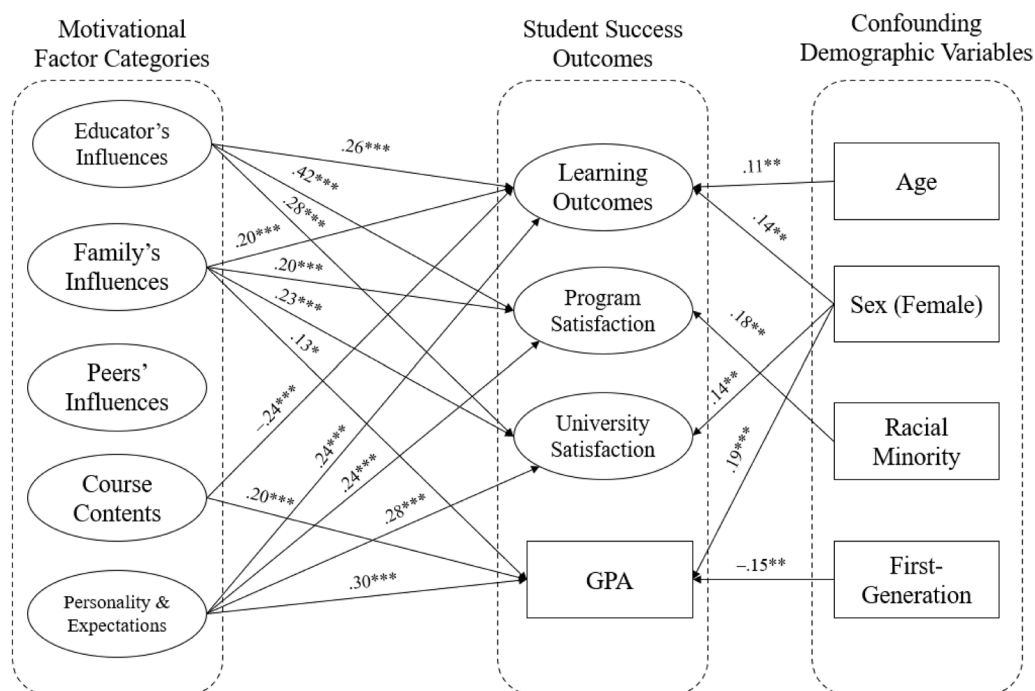 Motivational
Factor Categories
Student Success
Outcomes
Confounding
Demographic Variables
Educator's
Influences
Family's
Influences
Peers'
Influences
Course
Contents
Personality &
Expectations
.26***
.42***
.28***
.20***
.20***
.23***
.13*
–.24***
.20***
.24***
.24***
.28***
.30***
Learning
Outcomes
Program
Satisfaction
University
Satisfaction
GPA
.11**
.14**
.18**
.14**
.19***
–.15**
Age
Sex (Female)
Racial
Minority
First-
Generation